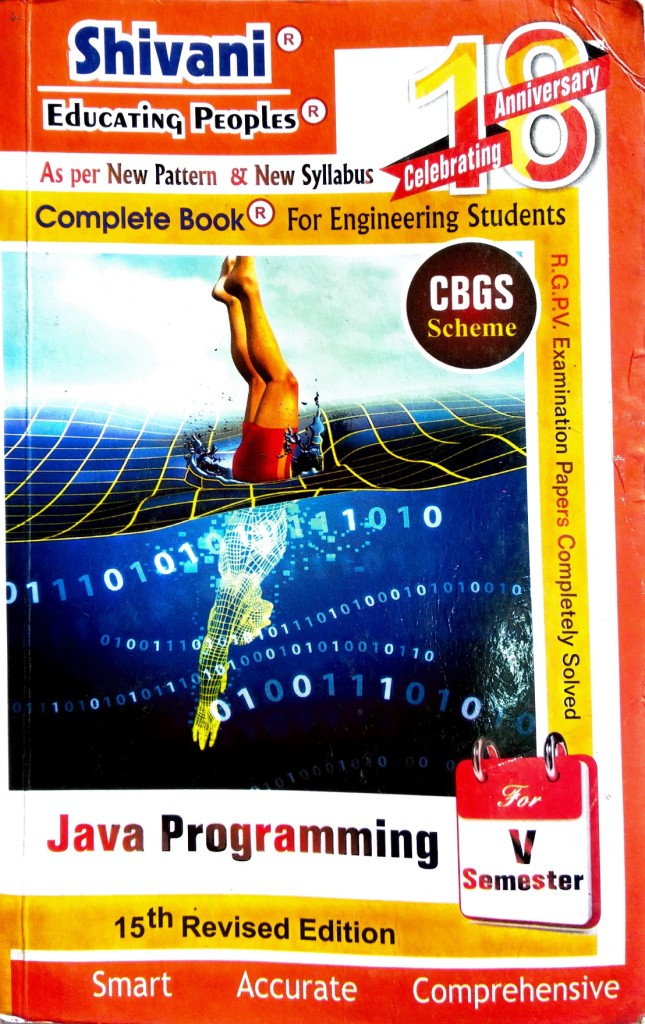 Shivani®
Educating Peoples®
18
Celebrating Anniversary
As per New Pattern & New Syllabus
Complete Book® For Engineering Students
CBGS
Scheme
R.G.P.V. Examination Papers Completely Solved
Java Programming
For
V
Semester
15th Revised Edition
Smart Accurate Comprehensive